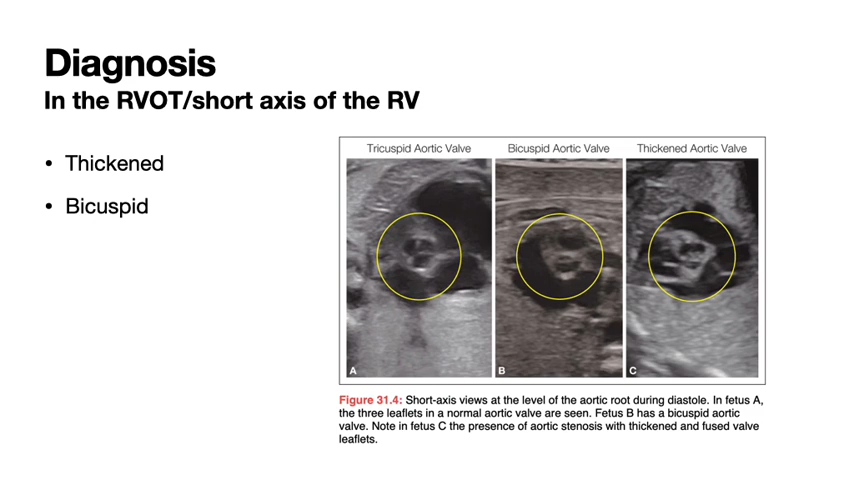 Diagnosis
In the RVOT/short axis of the RV
• Thickened
• Bicuspid
Tricuspid Aortic Valve
Bicuspid Aortic Valve
Thickened Aortic Valve
A
B
C
Figure 31.4: Short-axis views at the level of the aortic root during diastole. In fetus A,
the three leaflets in a normal aortic valve are seen. Fetus B has a bicuspid aortic
valve. Note in fetus C the presence of aortic stenosis with thickened and fused valve
leaflets.